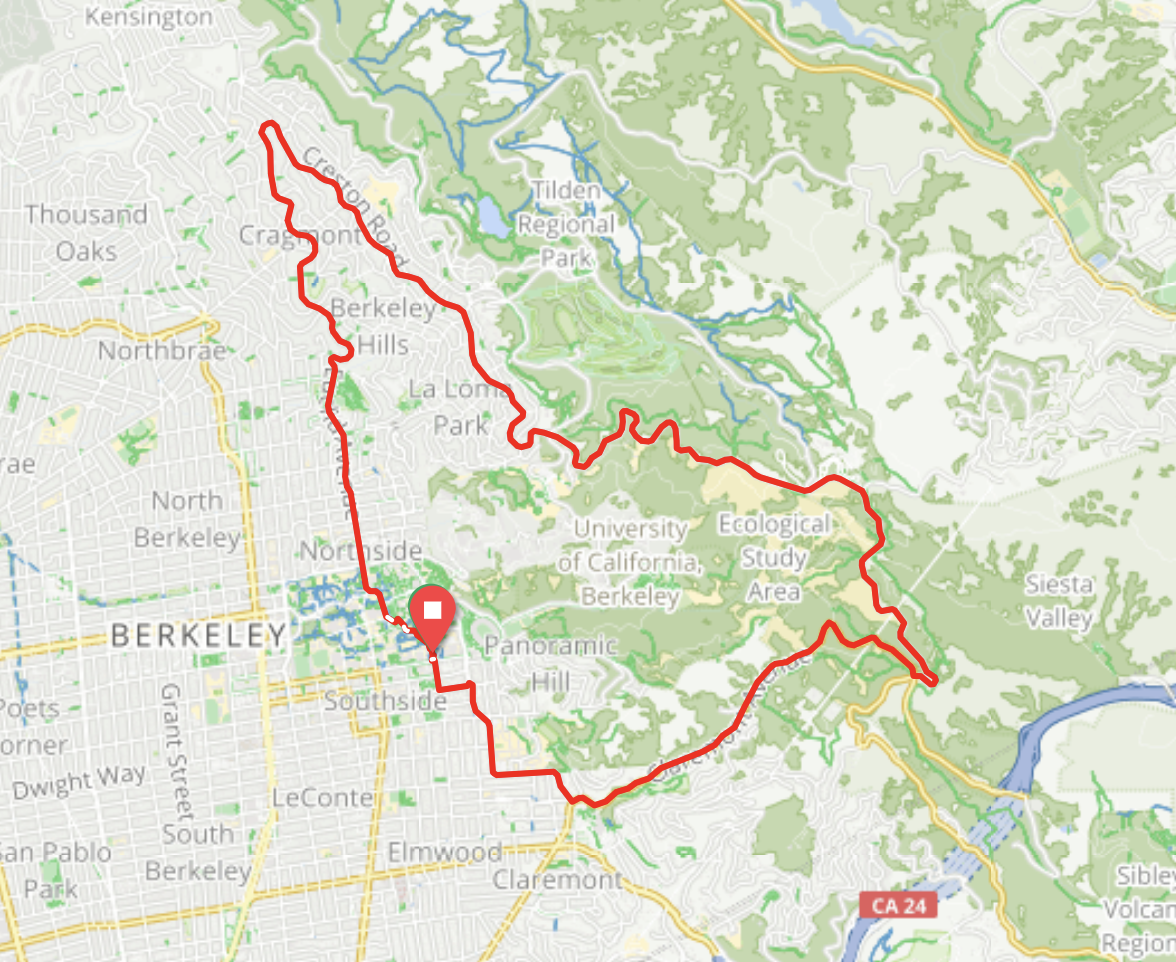 Kensington
Creston Road
Thousand
Oaks
Cragmont
Tilden
Regional
Park
Berkeley
Hills
Northbrae
La Loma
Park
rae
North
Berkeley
University
of California,
Berkeley
Ecological
Study
Area
Northside
Siesta
Valley
BERKELEY
Panoramic
Hill
Southside
Poets
orner
Grant Street
Dwight Way
LeConte
South
Berkeley
San Pablo
Park
Elmwood
Claremont
CA 24
Sibley
Volcan
Region